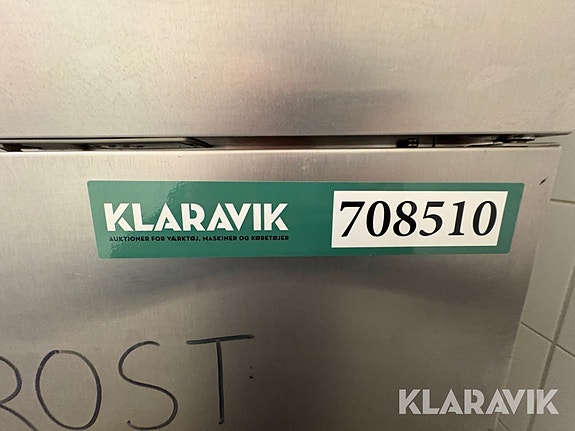 KLARAVIK
AUKTIONER FOR VÆRKTØJ, MASKINER OG KØRETØJER
708510
ROST
KLARAVIK